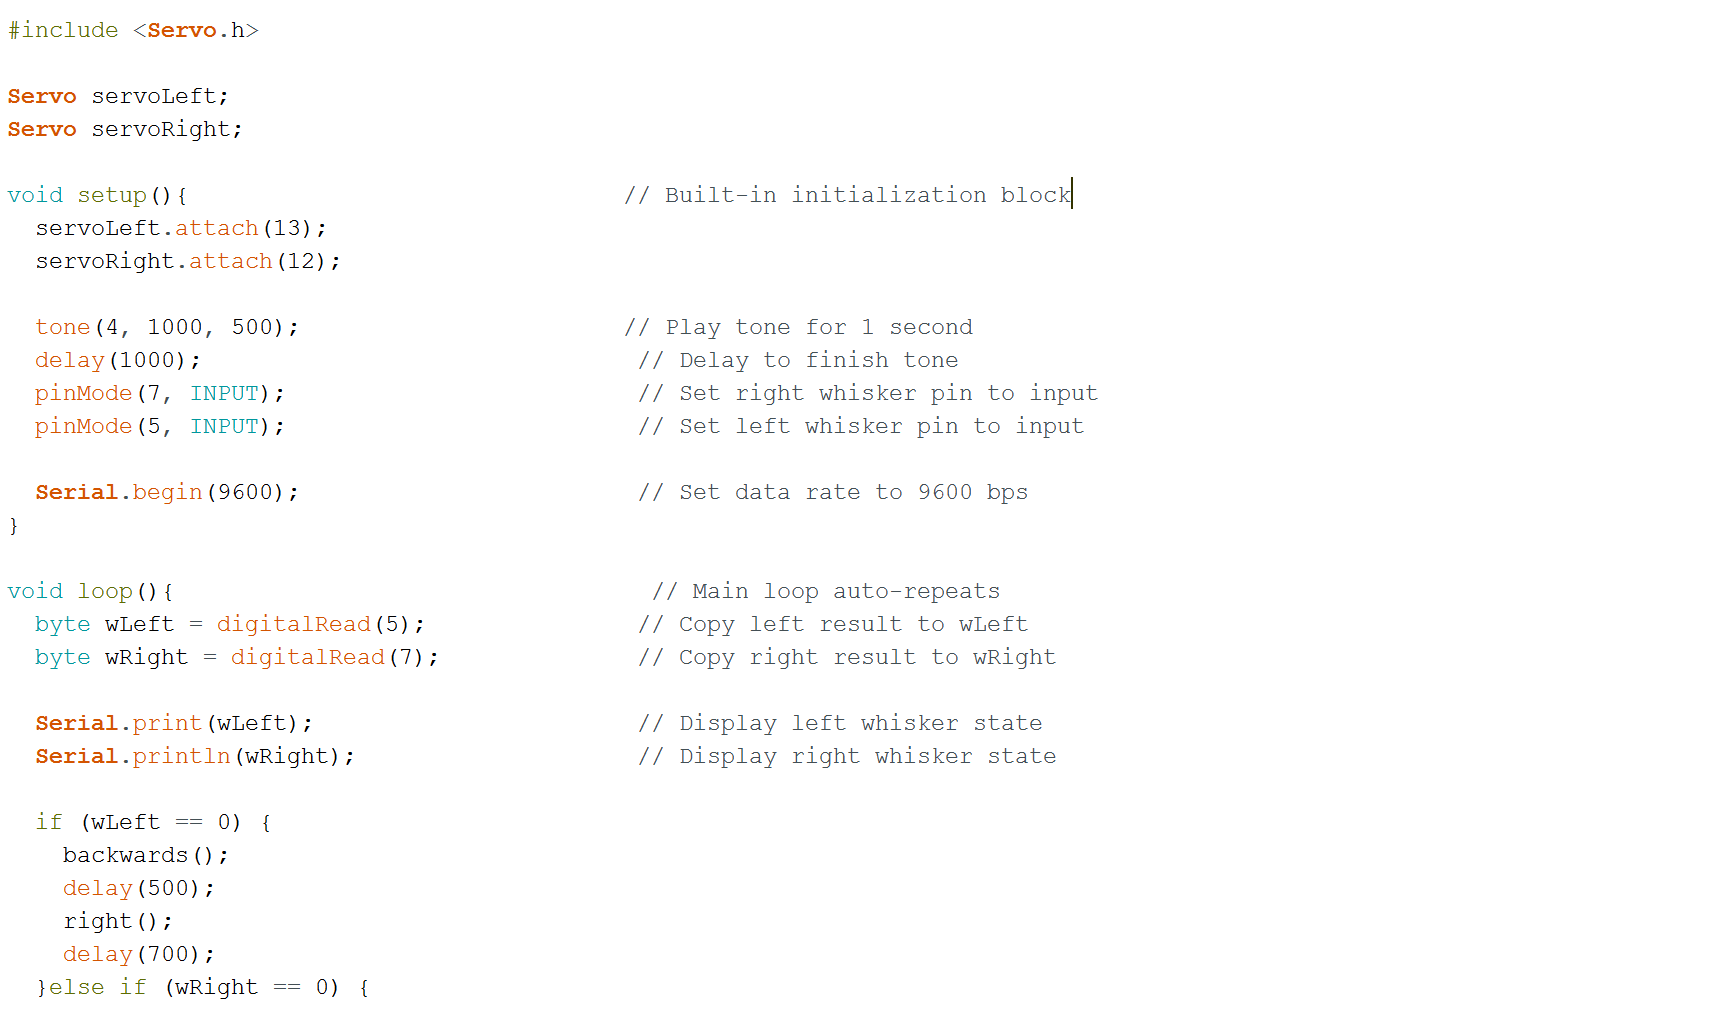 #include <Servo.h>
Servo servoLeft;
Servo servoRight;
void setup(){ // Built-in initialization block
servoLeft.attach(13);
servoRight.attach(12);
tone(4, 1000, 500); // Play tone for 1 second
delay(1000); // Delay to finish tone
pinMode(7, INPUT); // Set right whisker pin to input
pinMode(5, INPUT); // Set left whisker pin to input
Serial.begin(9600); // Set data rate to 9600 bps
}
void loop(){ // Main loop auto-repeats
byte wLeft = digitalRead(5); // Copy left result to wLeft
byte wRight = digitalRead(7); // Copy right result to wRight
Serial.print(wLeft); // Display left whisker state
Serial.println(wRight); // Display right whisker state
if (wLeft == 0) {
backwards();
delay(500);
right();
delay(700);
}else if (wRight == 0) {